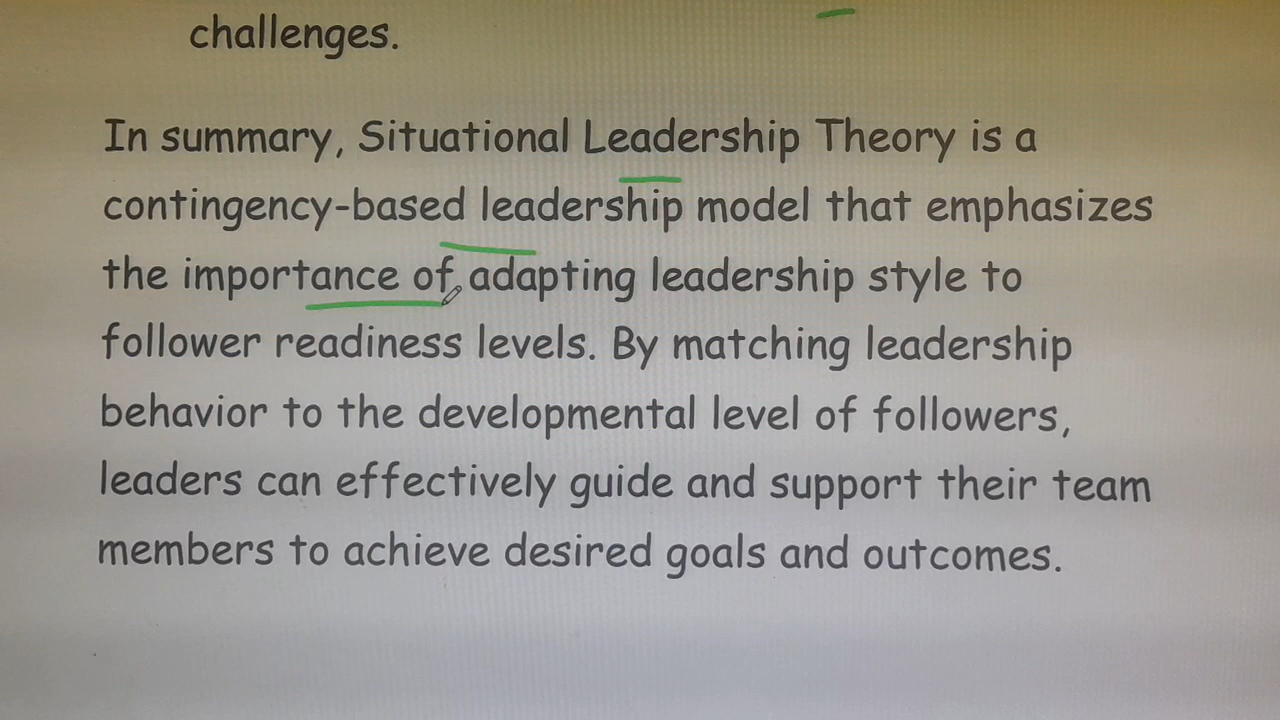 challenges.
In summary, Situational Leadership Theory is a
contingency-based leadership model that emphasizes
the importance of adapting leadership style to
follower readiness levels. By matching leadership
behavior to the developmental level of followers,
leaders can effectively guide and support their team
members to achieve desired goals and outcomes.